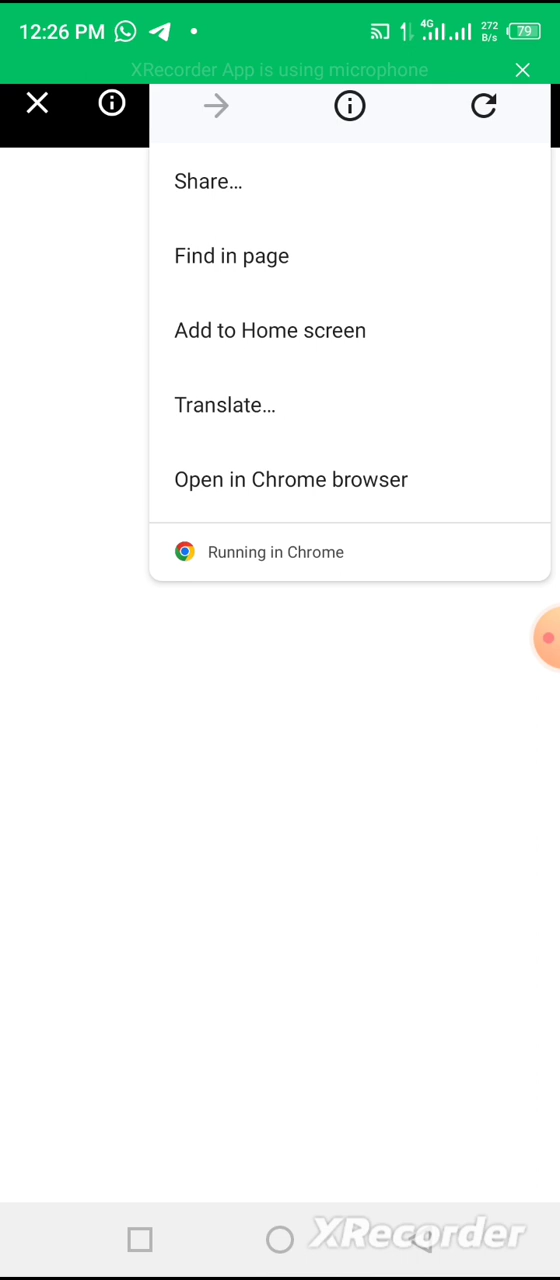 12:26 PM 4G 272 B/s 79
XRecorder App is using microphone
Share...
Find in page
Add to Home screen
Translate...
Open in Chrome browser
Running in Chrome
XRecorder